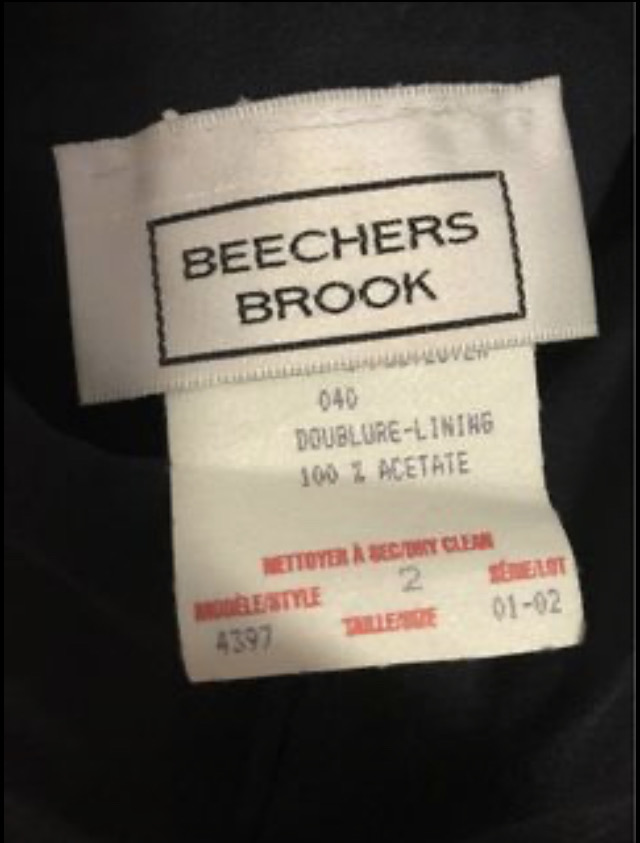 BEECHERS
BROOK
040
DOUBLURE-LINING
100 % ACETATE
NETTOYER À SEC/DRY CLEAN
2
MODÈLE/STYLE TAILLE/SIZE SÉRIE/LOT
4397 01-02